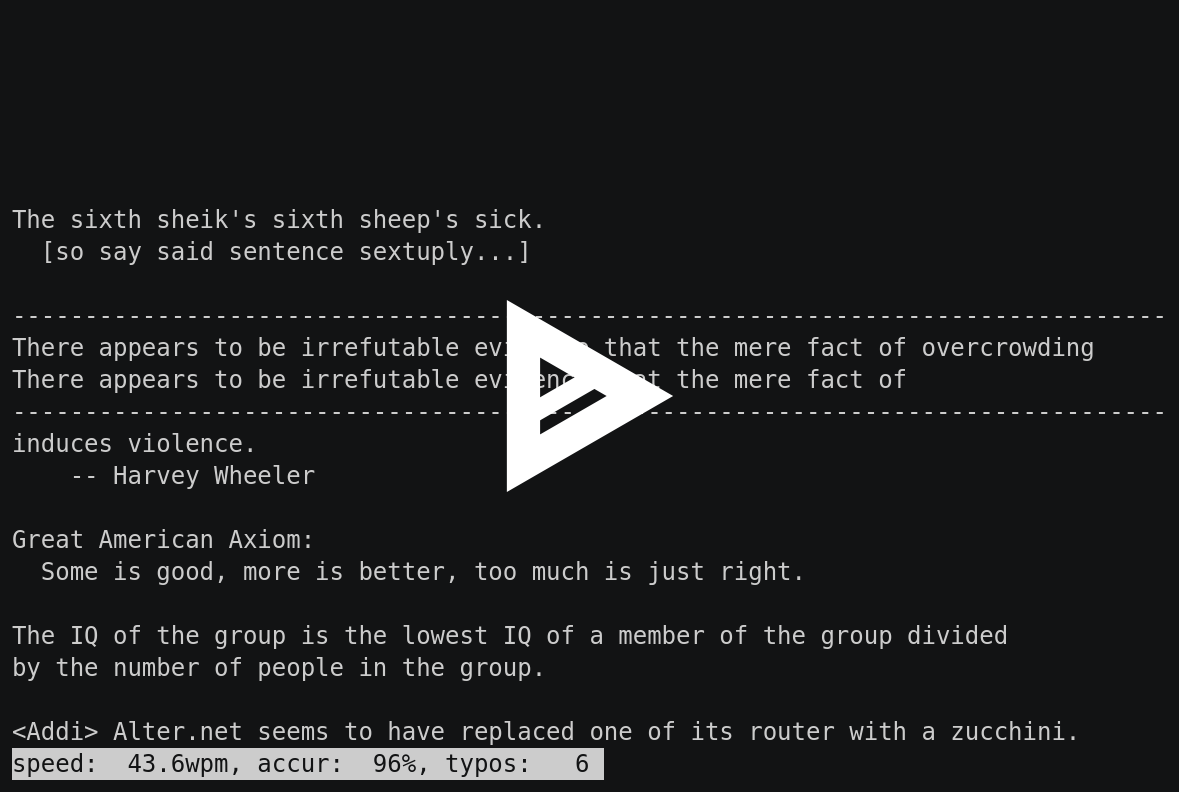 The sixth sheik's sixth sheep's sick.
  [so say said sentence sextuply...]
--------------------------------------------------------------------------------
There appears to be irrefutable evidence that the mere fact of overcrowding
There appears to be irrefutable evidence that the mere fact of
--------------------------------------------------------------------------------
induces violence.
    -- Harvey Wheeler
Great American Axiom:
  Some is good, more is better, too much is just right.
The IQ of the group is the lowest IQ of a member of the group divided
by the number of people in the group.
<Addi> Alter.net seems to have replaced one of its router with a zucchini.
speed:  43.6wpm, accur:  96%, typos:   6